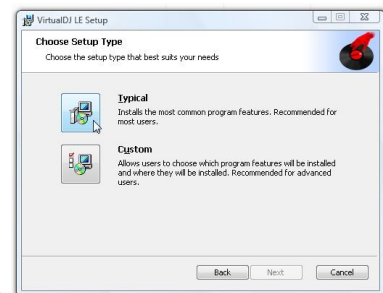 VirtualDJ LE Setup
Choose Setup Type
Choose the setup type that best suits your needs
Typical
Installs the most common program features. Recommended for
most users.
Custom
Allows users to choose which program features will be installed
and where they will be installed. Recommended for advanced
users.
Back Next Cancel